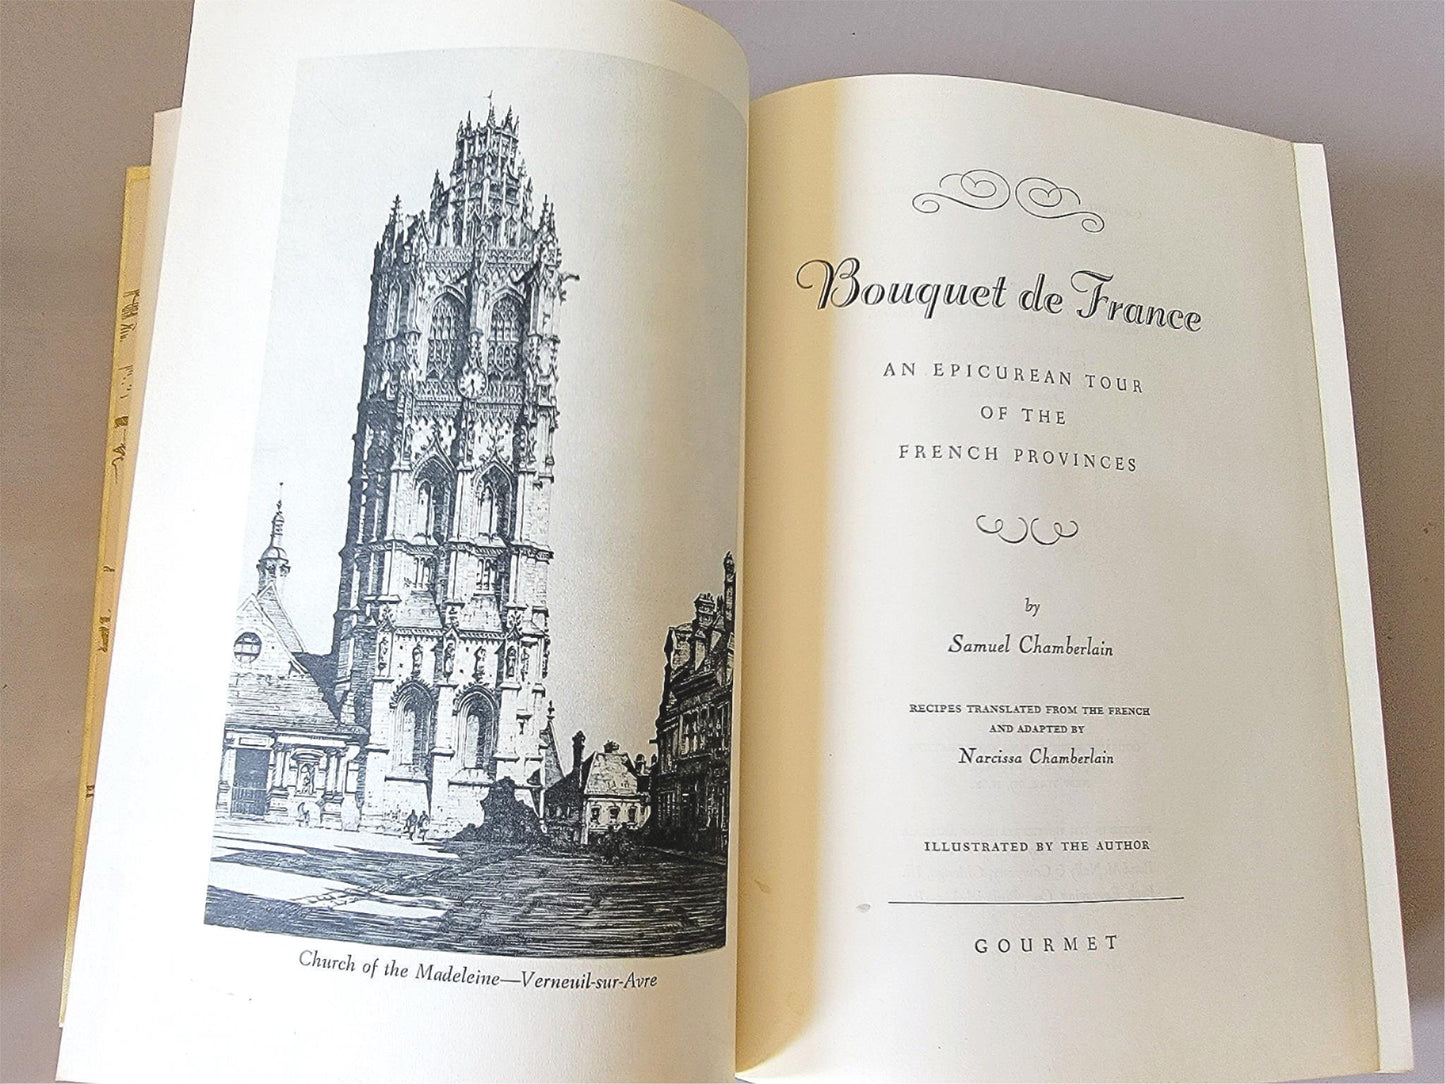 Church of the Madeleine—Verneuil-sur-Avre
Bouquet de France
AN EPICUREAN TOUR
OF THE
FRENCH PROVINCES
by
Samuel Chamberlain
RECIPES TRANSLATED FROM THE FRENCH
AND ADAPTED BY
Narcissa Chamberlain
ILLUSTRATED BY THE AUTHOR
GOURMET